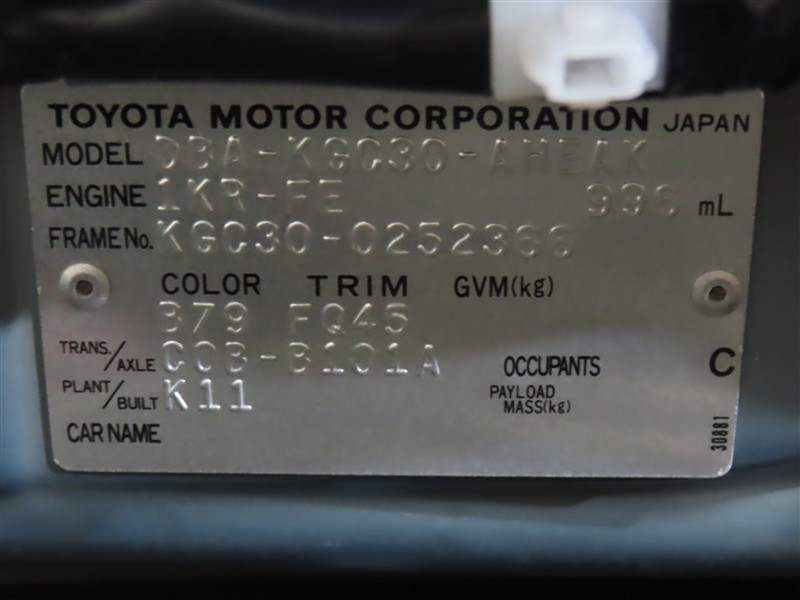 TOYOTA MOTOR CORPORATION JAPAN
MODEL DBA-KGC30-AHEAK
ENGINE 1KR-FE 996 mL
FRAME No. KGC30-0252366
COLOR TRIM GVM(kg)
B79 FQ45
TRANS./AXLE C0B-B101A OCCUPANTS C
PLANT/BUILT K11 PAYLOAD MASS(kg)
CAR NAME
30881